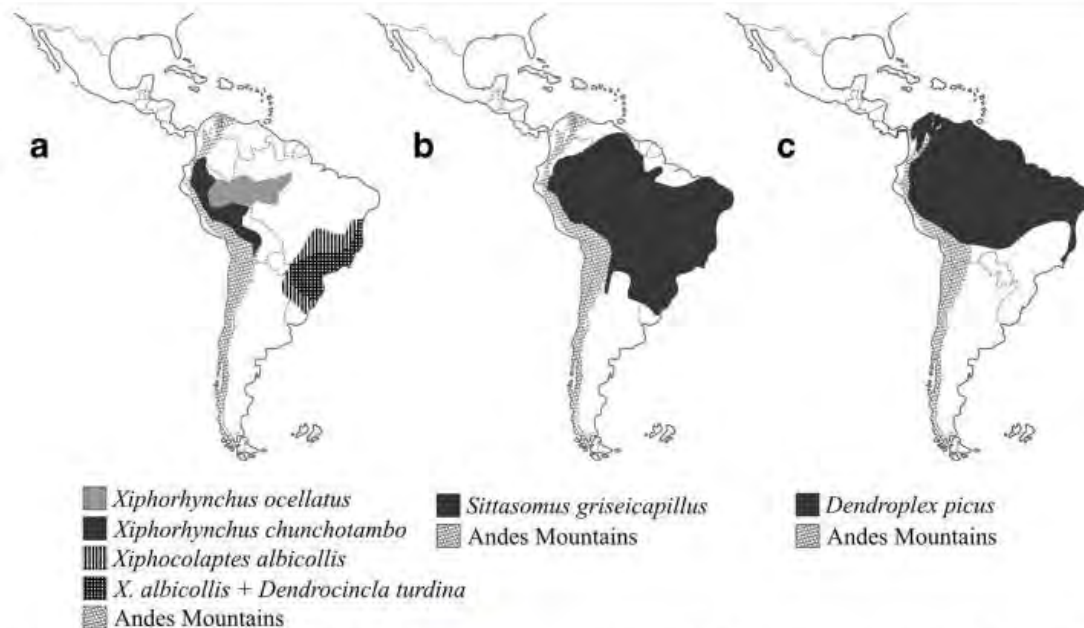 a
b
c
Xiphorhynchus ocellatus
Xiphorhynchus chunchotambo
Xiphocolaptes albicollis
X. albicollis + Dendrocincla turdina
Andes Mountains
Sittasomus griseicapillus
Andes Mountains
Dendroplex picus
Andes Mountains